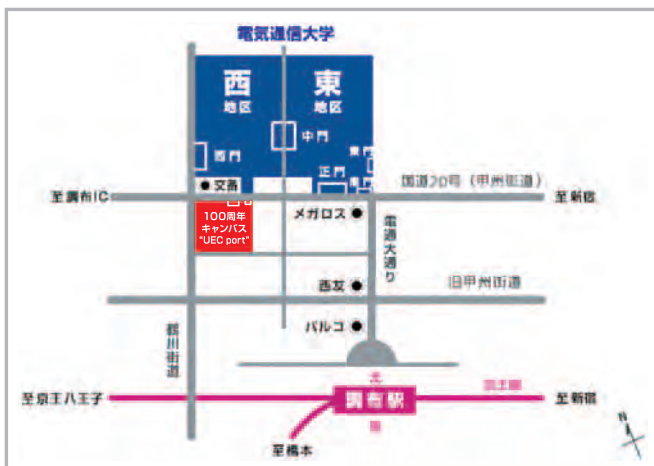 電気通信大学
西
地区
東
地区
中門
西門
東門
正門
交番
至調布IC
国道20号（甲州街道）
至新宿
100周年
キャンパス
"UEC port"
メガロス
電通大通り
西友
旧甲州街道
パルコ
鶴川街道
北
京王線
至京王八王子
調布駅
至新宿
南
至橋本
N